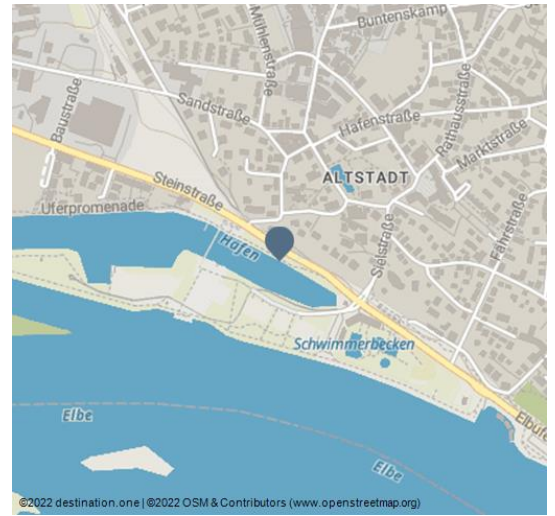 Buntenskamp
Mühlenstraße
Baustraße
Sandstraße
Hafenstraße
Rathausstraße
Marktstraße
ALTSTADT
Steinstraße
Uferpromenade
Hafen
Sielstraße
Fährstraße
Schwimmerbecken
Elbe
Elbe
©2022 destination.one | ©2022 OSM & Contributors (www.openstreetmap.org)